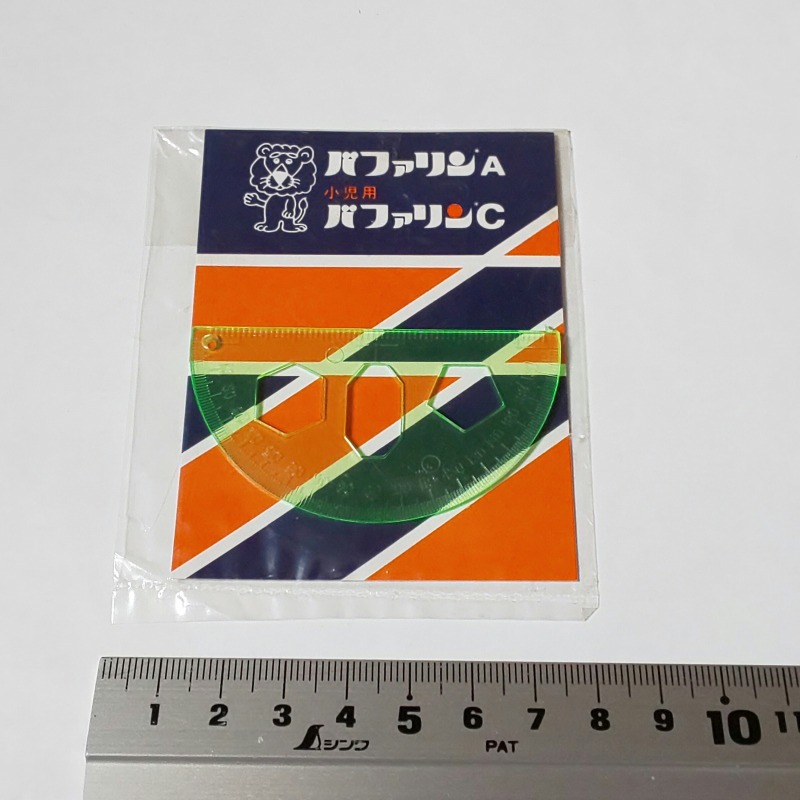 バファリンA
小児用
バファリンC
1 2 3 4 5 6 7 8 9 10 11
シンワ
PAT